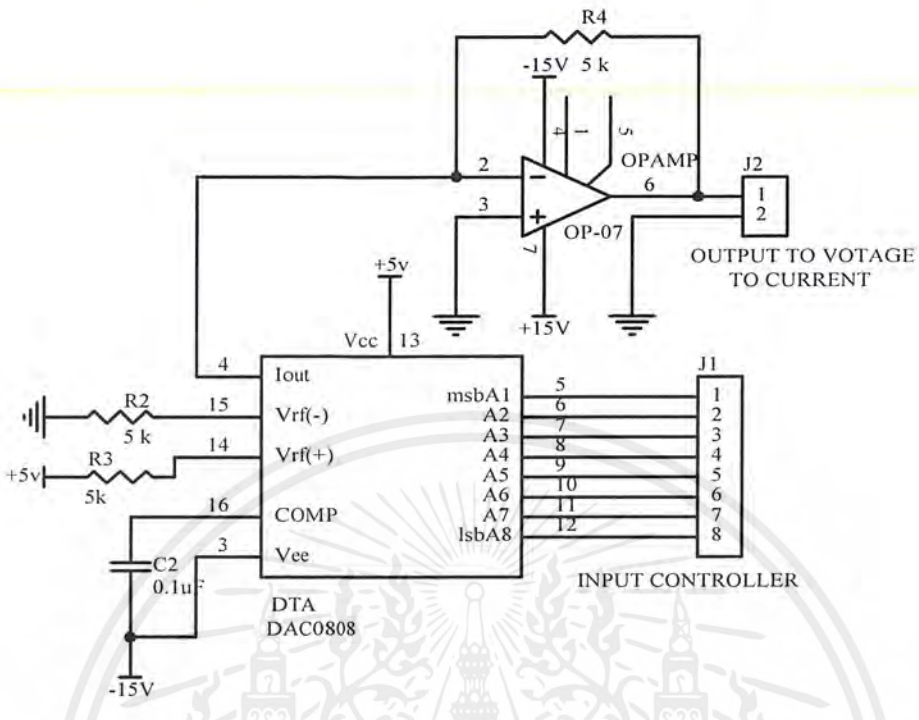 R4
5 k
-15V
4
1
5
OPAMP
2
6
J2
1
3
2
OP-07
7
OUTPUT TO VOTAGE
TO CURRENT
+15V
+5v
Vcc 13
4 Iout
R2 15 Vrf(-)
5 k
14 Vrf(+)
+5v R3
5k
16 COMP
3 Vee
C2
0.1uF
-15V
DTA
DAC0808
J1
msbA1 5 1
A2 6 2
A3 7 3
A4 8 4
A5 9 5
A6 10 6
A7 11 7
lsbA8 12 8
INPUT CONTROLLER